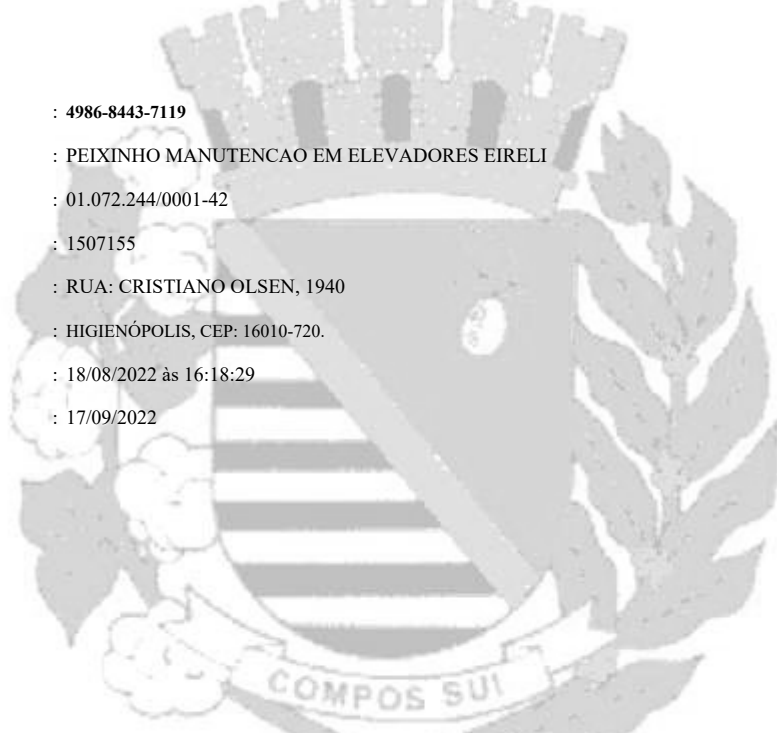 : 4986-8443-7119
: PEIXINHO MANUTENCAO EM ELEVADORES EIRELI
: 01.072.244/0001-42
: 1507155
: RUA: CRISTIANO OLSEN, 1940
: HIGIENÓPOLIS, CEP: 16010-720.
: 18/08/2022 às 16:18:29
: 17/09/2022
COMPOS SUI